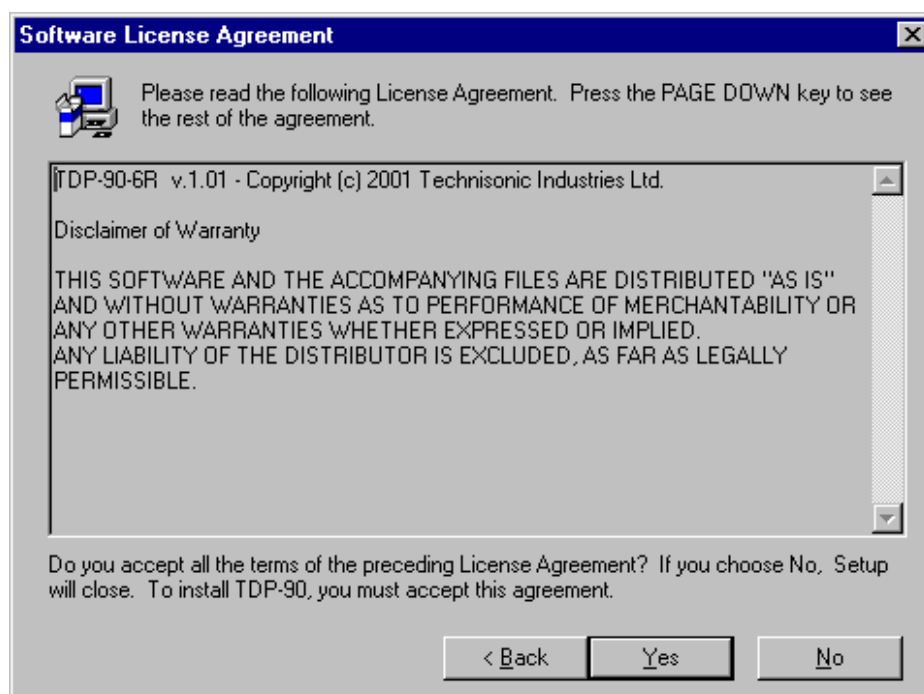 Software License Agreement
Please read the following License Agreement.  Press the PAGE DOWN key to see
the rest of the agreement.
TDP-90-6R  v.1.01 - Copyright (c) 2001 Technisonic Industries Ltd.
Disclaimer of Warranty
THIS SOFTWARE AND THE ACCOMPANYING FILES ARE DISTRIBUTED "AS IS"
AND WITHOUT WARRANTIES AS TO PERFORMANCE OF MERCHANTABILITY OR
ANY OTHER WARRANTIES WHETHER EXPRESSED OR IMPLIED.
ANY LIABILITY OF THE DISTRIBUTOR IS EXCLUDED, AS FAR AS LEGALLY
PERMISSIBLE.
Do you accept all the terms of the preceding License Agreement?  If you choose No,  Setup
will close.  To install TDP-90, you must accept this agreement.
< Back
Yes
No